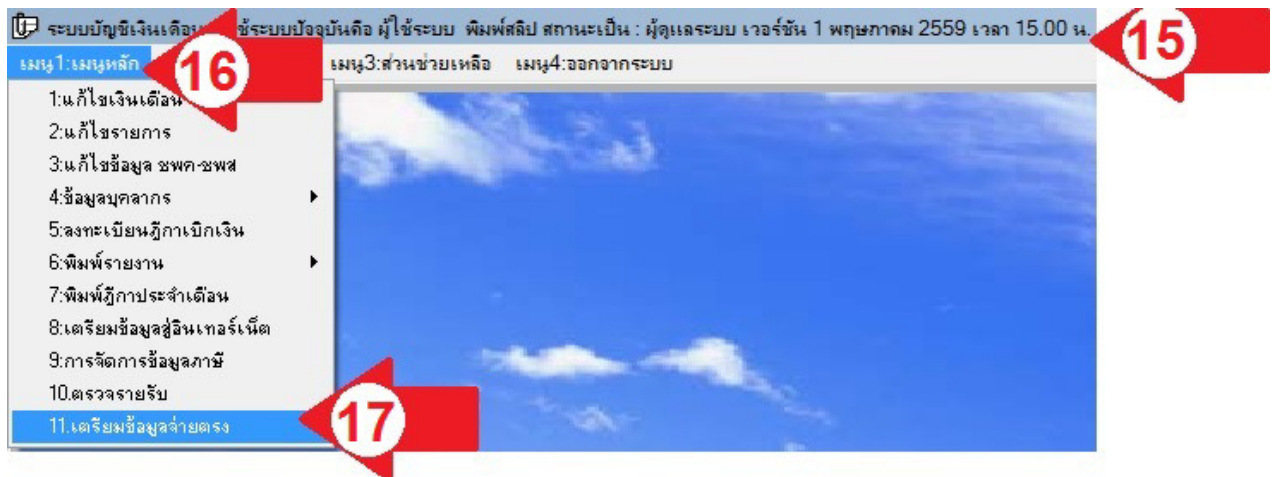 ระบบบัญชีเงินเดือน ใช้ระบบปัจจุบันคือ ผู้ใช้ระบบ พิมพ์สลิป สถานะเป็น : ผู้ดูแลระบบ เวอร์ชัน 1 พฤษภาคม 2559 เวลา 15.00 น.
15
เมนู1:เมนูหลัก
16
เมนู3:ส่วนช่วยเหลือ
เมนู4:ออกจากระบบ
1:แก้ไขเงินเดือน
2:แก้ไขรายการ
3:แก้ไขข้อมูล ชพค-ชพส
4:ข้อมูลบุคลากร
5:ลงทะเบียนฎีกาเบิกเงิน
6:พิมพ์รายงาน
7:พิมพ์ฎีกาประจำเดือน
8:เตรียมข้อมูลสู่อินเทอร์เน็ต
9:การจัดการข้อมูลภาษี
10.ตรวจรายรับ
11.เตรียมข้อมูลจ่ายตรง
17